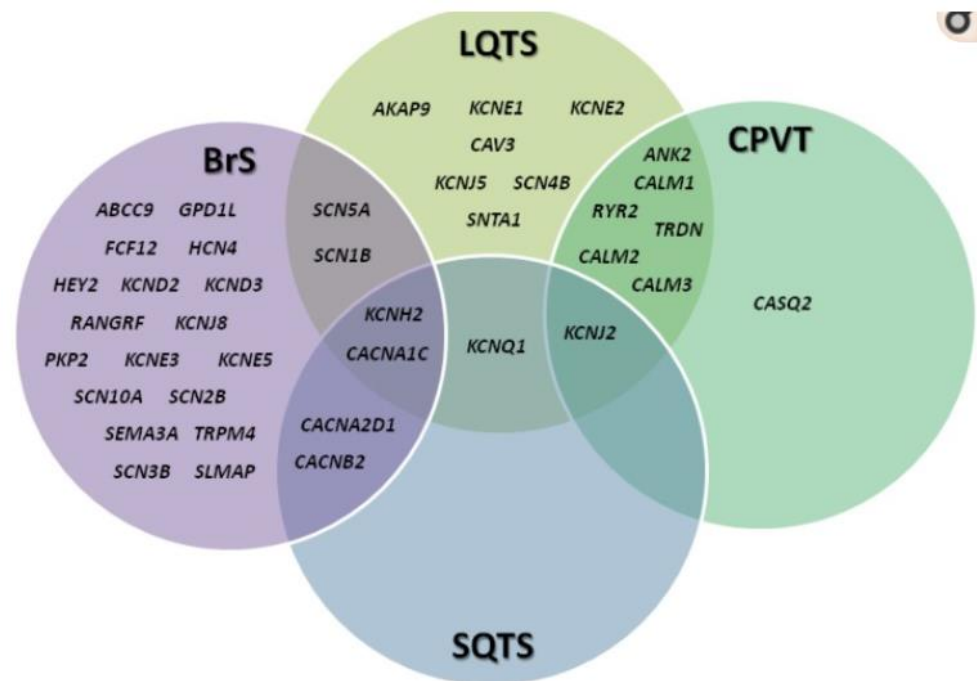 LQTS
AKAP9 KCNE1 KCNE2
CAV3
KCNJ5 SCN4B
SNTA1
BrS
ABCC9 GPD1L
FCF12 HCN4
HEY2 KCND2 KCND3
RANGRF KCNJ8
PKP2 KCNE3 KCNE5
SCN10A SCN2B
SEMA3A TRPM4
SCN3B SLMAP
SCN5A
SCN1B
KCNH2
CACNA1C
CACNA2D1
CACNB2
KCNQ1
KCNJ2
CPVT
ANK2
CALM1
RYR2
TRDN
CALM2
CALM3
CASQ2
SQTS